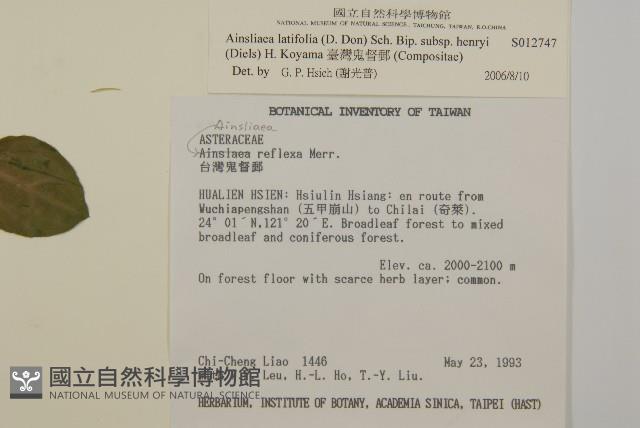 國立自然科學博物館
NATIONAL MUSEUM OF NATURAL SCIENCE, TAICHUNG, TAIWAN, R.O.CHINA
Ainsliaea latifolia (D. Don) Sch. Bip. subsp. henryi S012747
(Diels) H. Koyama 臺灣鬼督郵 (Compositae)
Det. by G. P. Hsieh (謝光普) 2006/8/10
BOTANICAL INVENTORY OF TAIWAN
Ainsliaea
ASTERACEAE
Ainslaea reflexa Merr.
台灣鬼督郵
HUALIEN HSIEN: Hsiulin Hsiang: en route from
Wuchiapengshan (五甲崩山) to Chilai (奇萊).
24° 01´ N,121° 20´ E. Broadleaf forest to mixed
broadleaf and coniferous forest.
Elev. ca. 2000-2100 m
On forest floor with scarce herb layer; common.
Chi-Cheng Liao 1446 May 23, 1993
Leu, H.-L. Ho, T.-Y. Liu.
HERBARIUM, INSTITUTE OF BOTANY, ACADEMIA SINICA, TAIPEI (HAST)
國立自然科學博物館
NATIONAL MUSEUM OF NATURAL SCIENCE